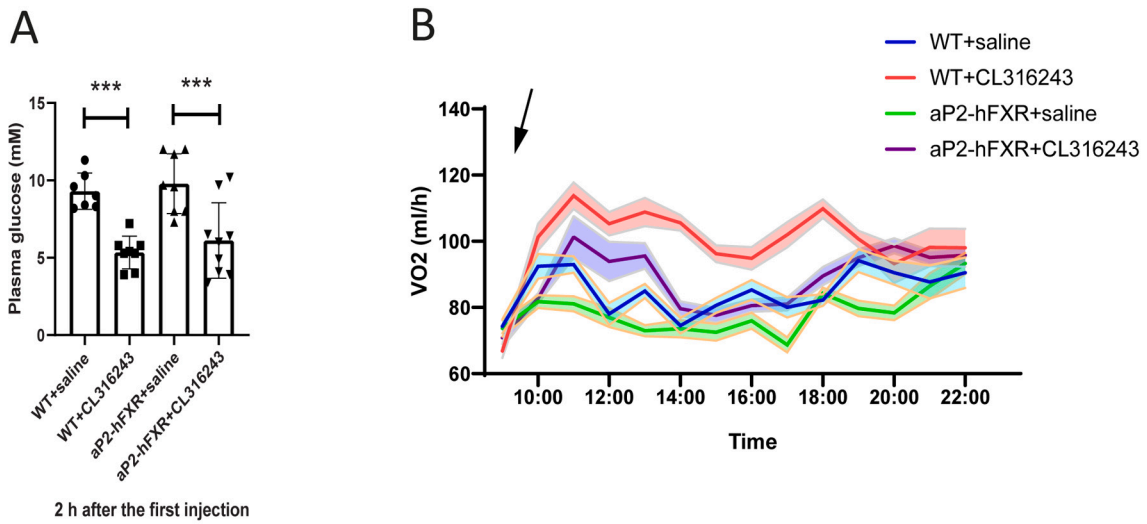 A
***
***
15
10
5
0
Plasma glucose (mM)
WT+saline
WT+CL316243
aP2-hFXR+saline
aP2-hFXR+CL316243
2 h after the first injection
B
WT+saline
WT+CL316243
aP2-hFXR+saline
aP2-hFXR+CL316243
140
120
100
80
60
VO2 (ml/h)
10:00 12:00 14:00 16:00 18:00 20:00 22:00
Time